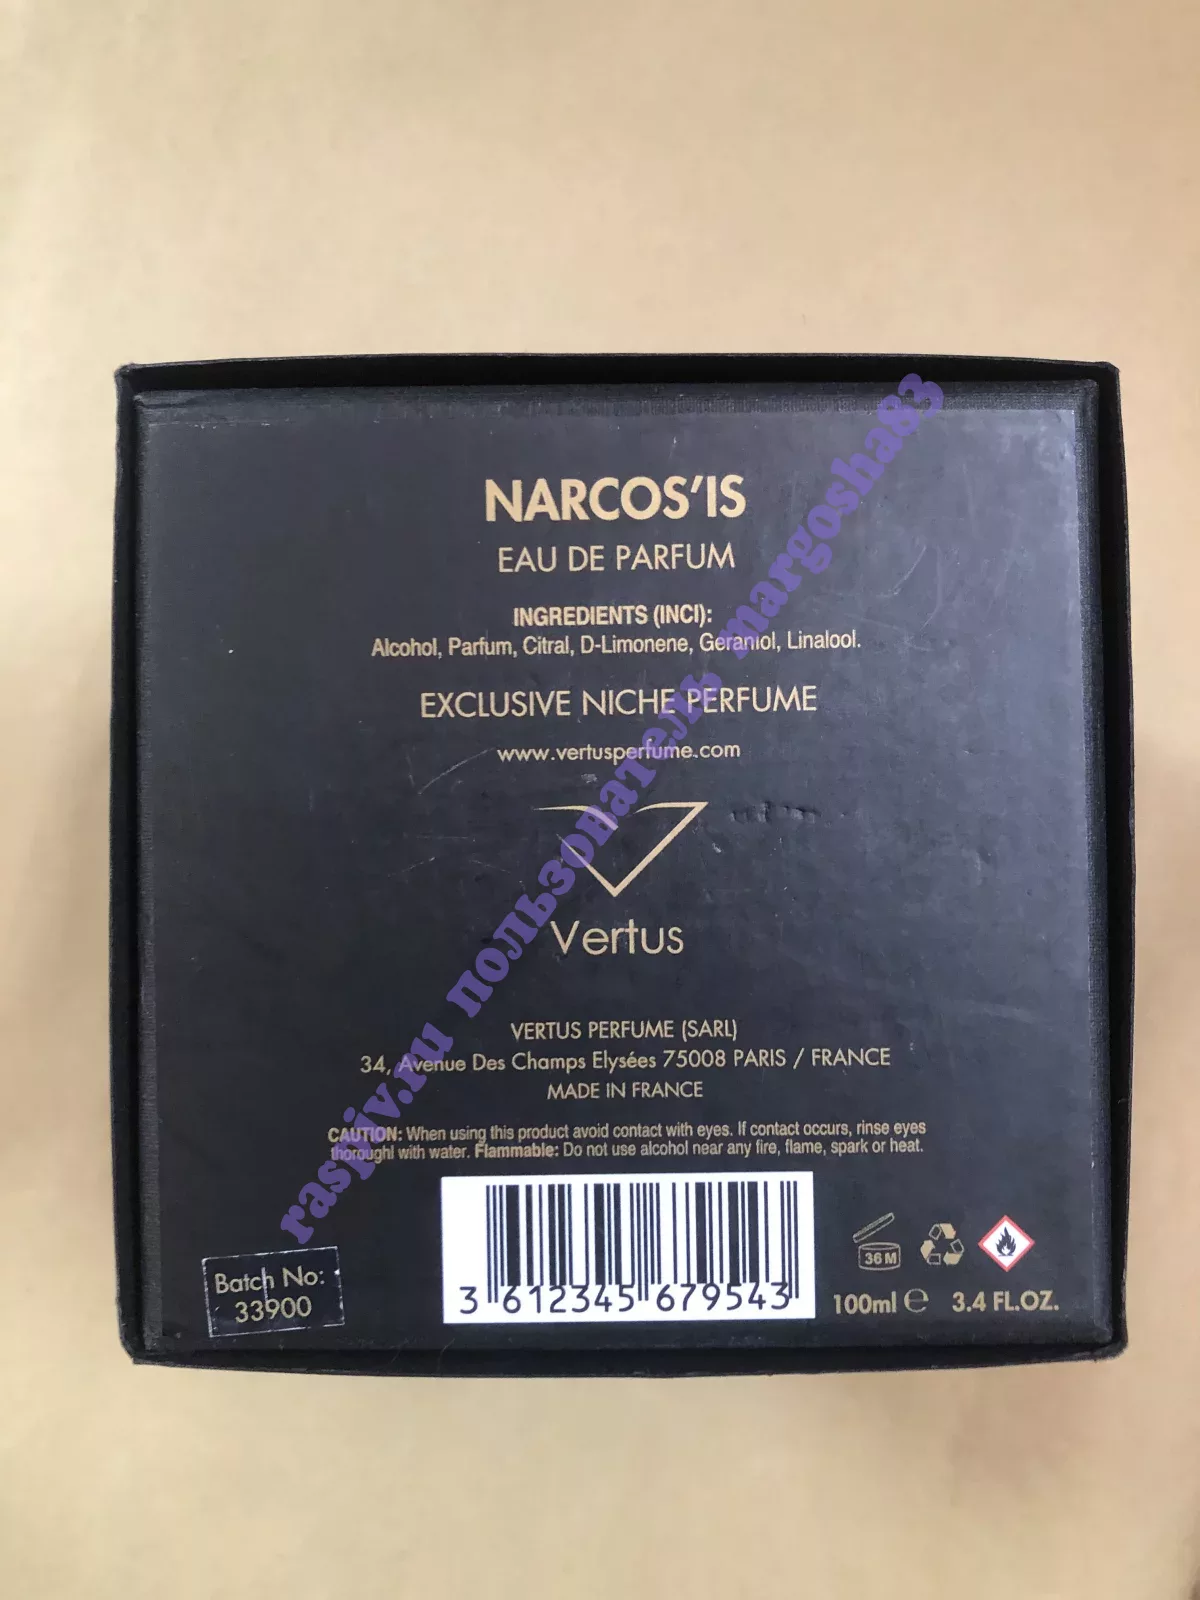 NARCOS'IS
EAU DE PARFUM
INGREDIENTS (INCI):
Alcohol, Parfum, Citral, D-Limonene, Geraniol, Linalool.
EXCLUSIVE NICHE PERFUME
www.vertusperfume.com
Vertus
VERTUS PERFUME (SARL)
34, Avenue Des Champs Elysées 75008 PARIS / FRANCE
MADE IN FRANCE
CAUTION: When using this product avoid contact with eyes. If contact occurs, rinse eyes
thoroughl with water. Flammable: Do not use alcohol near any fire, flame, spark or heat.
Batch No:
33900
3 612345 679543
36 M
100ml ℮ 3.4 FL.OZ.
raspiv.ru пользователь margosha83